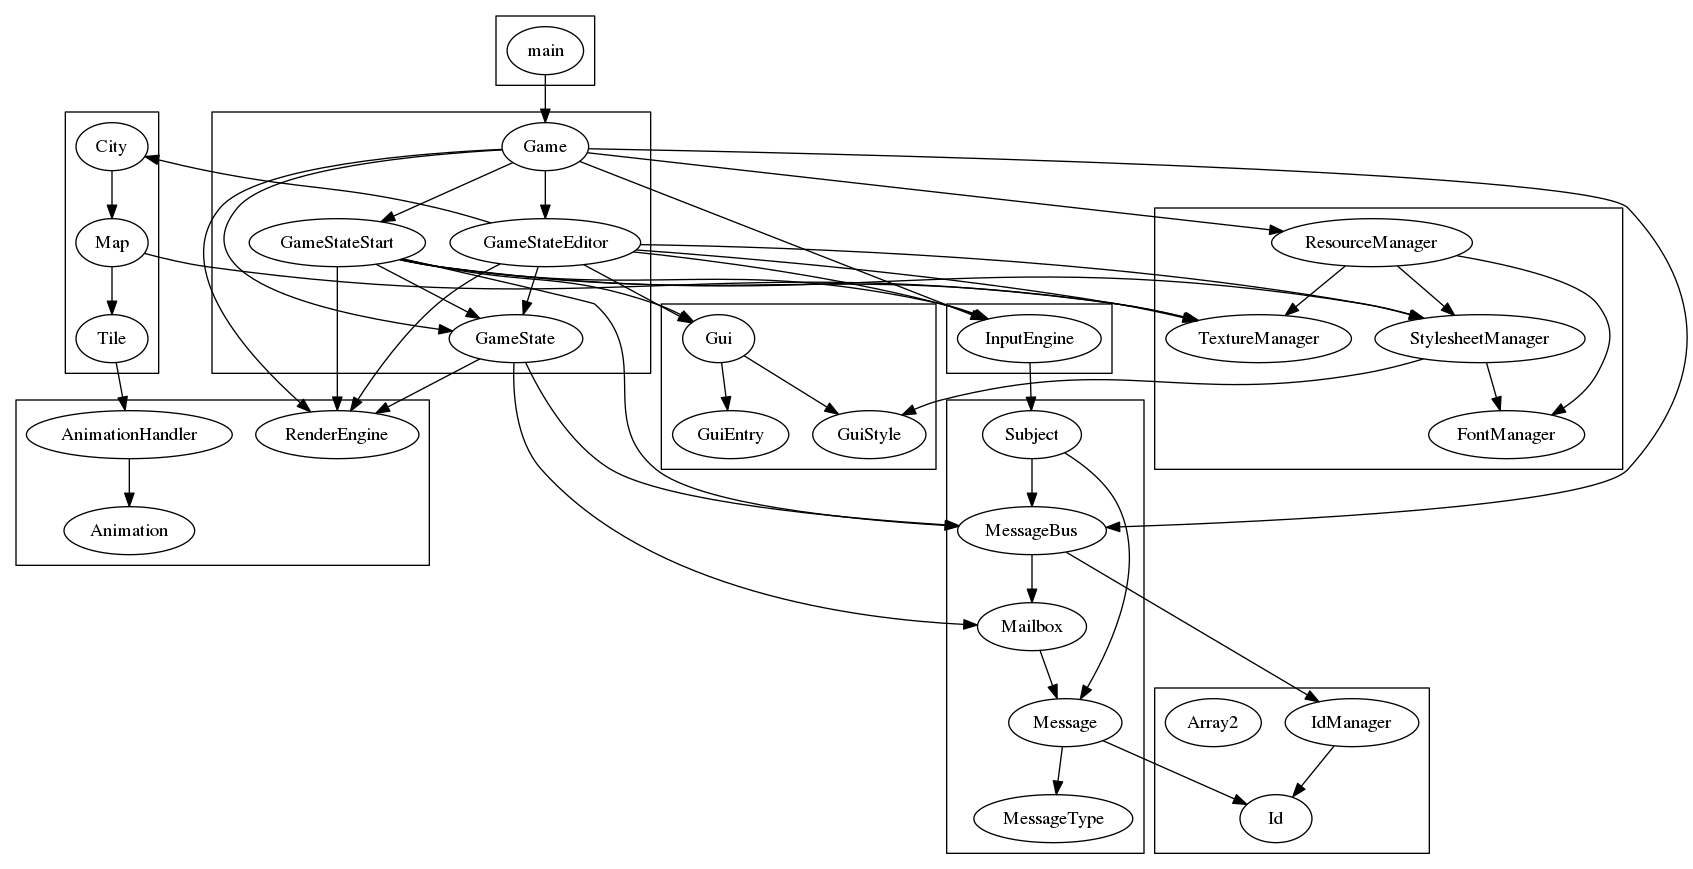 main
City
Game
Map
GameStateStart
GameStateEditor
ResourceManager
Tile
GameState
Gui
InputEngine
TextureManager
StylesheetManager
AnimationHandler
RenderEngine
GuiEntry
GuiStyle
Subject
FontManager
Animation
MessageBus
Mailbox
Message
Array2
IdManager
MessageType
Id